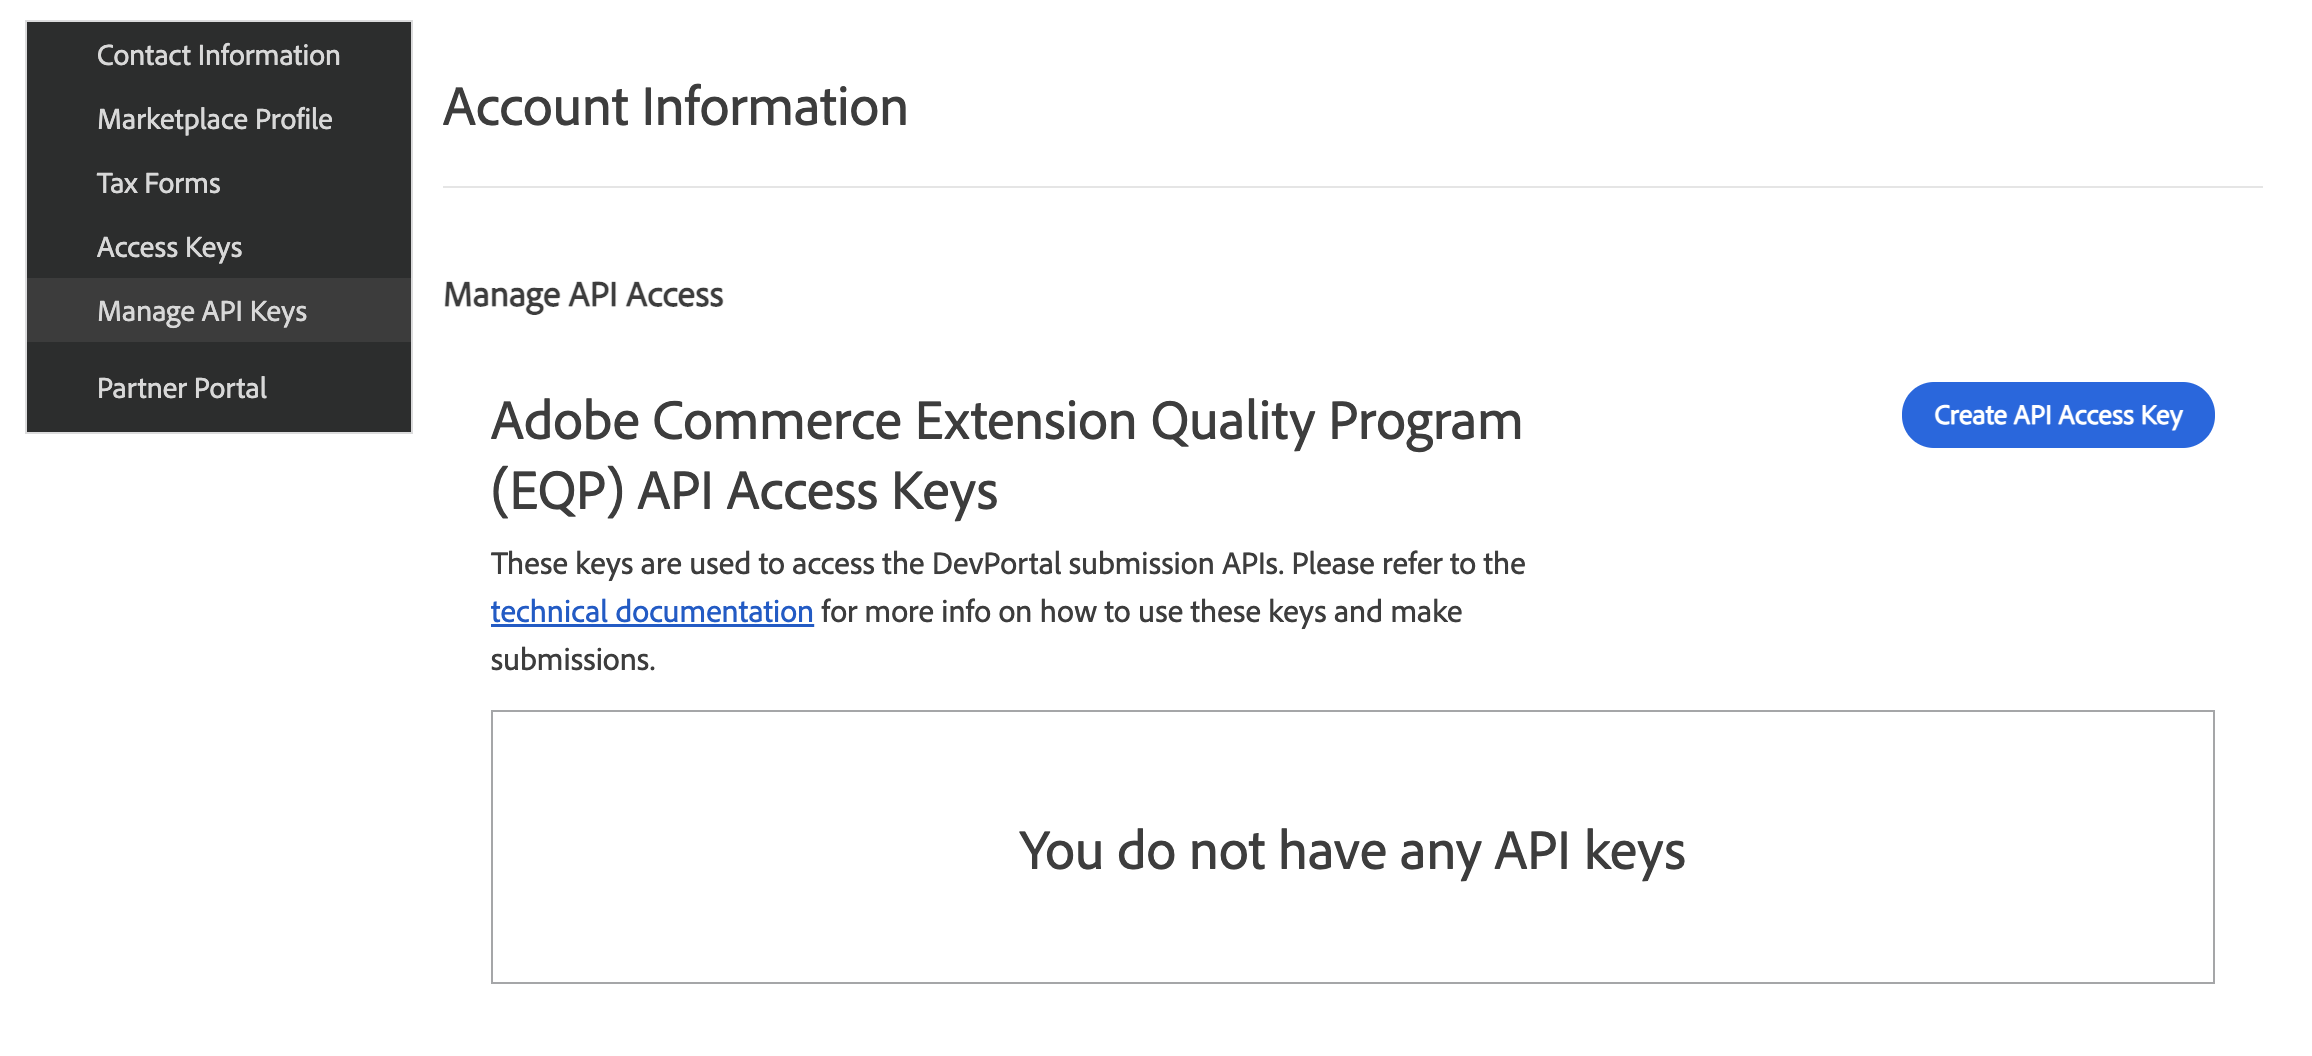 Contact Information
Marketplace Profile
Tax Forms
Access Keys
Manage API Keys
Partner Portal
Account Information
Manage API Access
Adobe Commerce Extension Quality Program
(EQP) API Access Keys
Create API Access Key
These keys are used to access the DevPortal submission APIs. Please refer to the
technical documentation for more info on how to use these keys and make
submissions.
You do not have any API keys